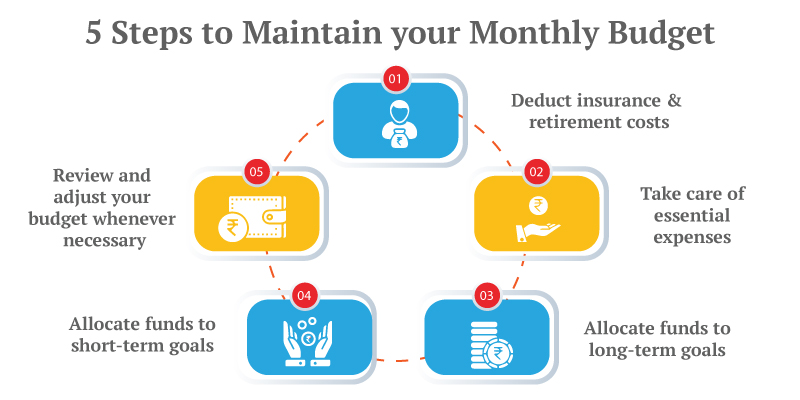 5 Steps to Maintain your Monthly Budget
01
Deduct insurance &
retirement costs
02
Take care of
essential
expenses
03
Allocate funds to
long-term goals
04
Allocate funds to
short-term goals
05
Review and
adjust your
budget whenever
necessary
₹
₹
₹
₹
₹